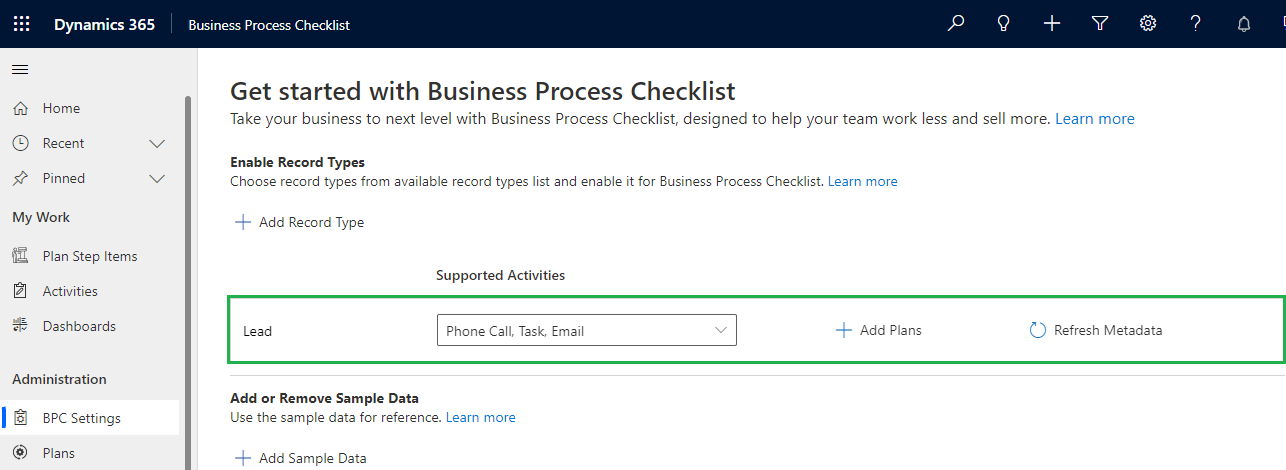 Dynamics 365 Business Process Checklist
Home
Recent
Pinned
My Work
Plan Step Items
Activities
Dashboards
Administration
BPC Settings
Plans
Get started with Business Process Checklist
Take your business to next level with Business Process Checklist, designed to help your team work less and sell more. Learn more
Enable Record Types
Choose record types from available record types list and enable it for Business Process Checklist. Learn more
Add Record Type
Supported Activities
Lead Phone Call, Task, Email Add Plans Refresh Metadata
Add or Remove Sample Data
Use the sample data for reference. Learn more
Add Sample Data